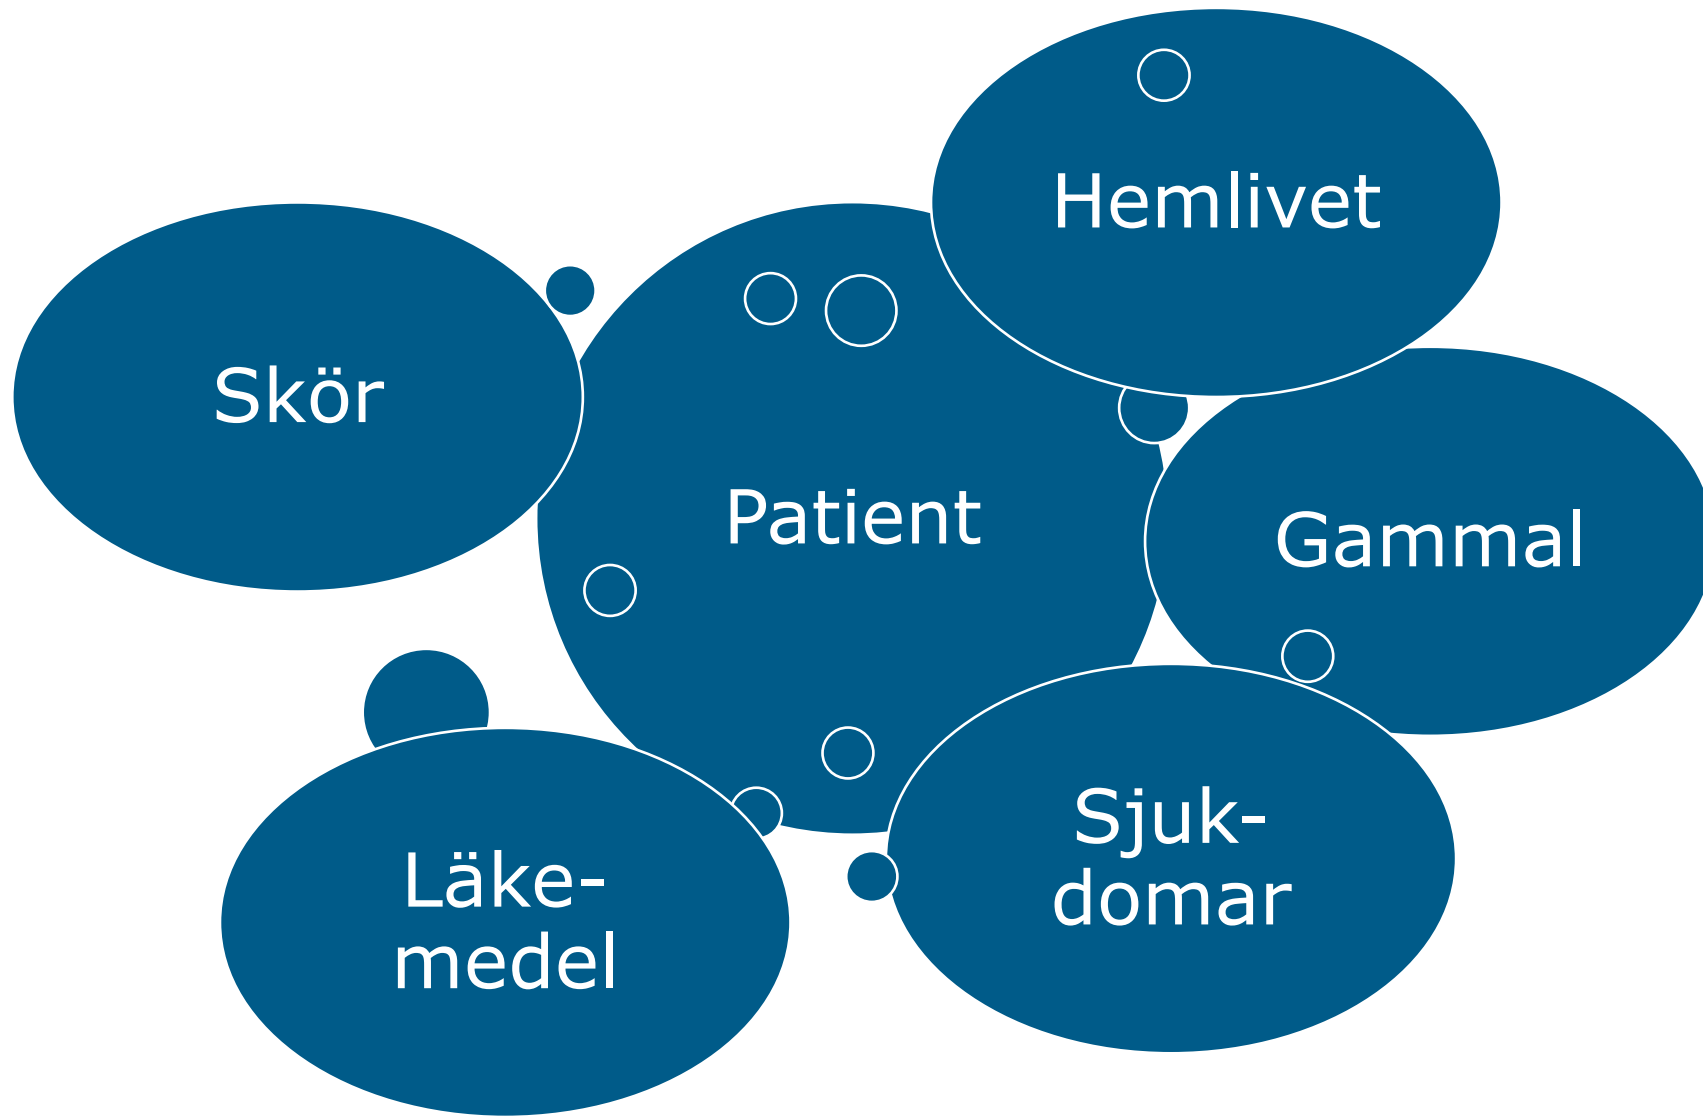 Hemlivet
Skör
Patient
Gammal
Sjuk-
domar
Läke-
medel